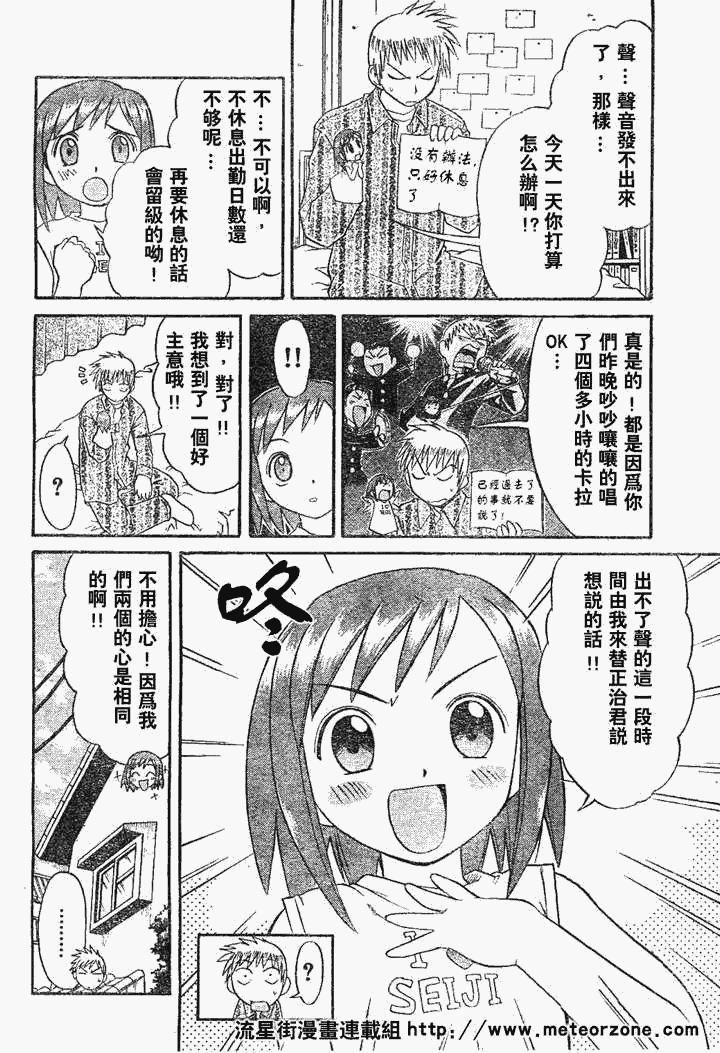 聲…聲音發不出來
了，那樣…
今天一天你打算
怎么辦啊!?
沒有辦法，
只好休息
了
不…不可以啊，
不休息出勤日數還
不够呢…
再要休息的話
會留級的呦！
真是的！都是因爲你
們昨晚吵吵嚷嚷的唱
了四個多小時的卡拉
OK…
已經過去了
的事就不要
說了！
!!
對，對了!!
我想到了一個好
主意哦!!
？
出不了聲的這一段時
間由我來替正治君說
想説的話!!
咚
I
SEIJI
？
不用擔心！因爲我
們兩個的心是相同
的啊!!
………
流星街漫畫連載組 http://www.meteorzone.com